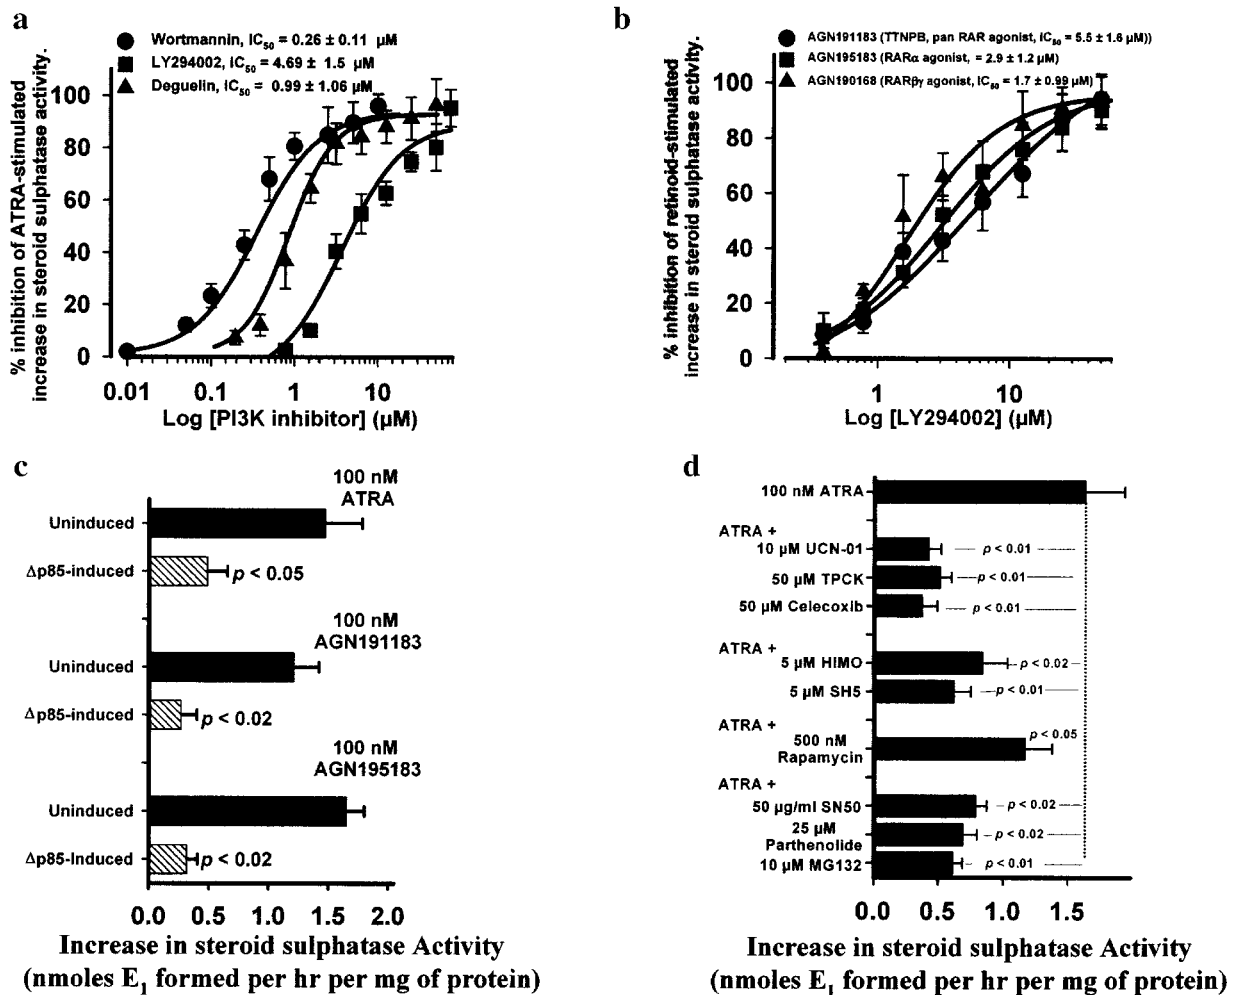 a
Wortmannin, IC50 = 0.26 ± 0.11 µM
LY294002, IC50 = 4.69 ± 1.5 µM
Deguelin, IC50 = 0.99 ± 1.06 µM
% inhibition of ATRA-stimulated
increase in steroid sulphatase activity.
100
80
60
40
20
0
0.01 0.1 1 10
Log [PI3K inhibitor] (µM)
b
AGN191183 (TTNPB, pan RAR agonist, IC50 = 5.5 ± 1.6 µM))
AGN195183 (RARα agonist, = 2.9 ± 1.2 µM)
AGN190168 (RARβγ agonist, IC50 = 1.7 ± 0.99 µM)
% inhibition of retinoid-stimulated
increase in steroid sulphatase activity.
100
80
60
40
20
0
1 10
Log [LY294002] (µM)
c
100 nM
ATRA
Uninduced
Δp85-induced
p < 0.05
100 nM
AGN191183
Uninduced
Δp85-induced
p < 0.02
100 nM
AGN195183
Uninduced
Δp85-Induced
p < 0.02
0.0 0.5 1.0 1.5 2.0
Increase in steroid sulphatase Activity
(nmoles E1 formed per hr per mg of protein)
d
100 nM ATRA
ATRA +
10 µM UCN-01 p < 0.01
50 µM TPCK p < 0.01
50 µM Celecoxib p < 0.01
ATRA +
5 µM HIMO p < 0.02
5 µM SH5 p < 0.01
ATRA +
500 nM
Rapamycin
p < 0.05
ATRA +
50 µg/ml SN50 p < 0.02
25 µM
Parthenolide
p < 0.02
10 µM MG132 p < 0.01
0.0 0.5 1.0 1.5
Increase in steroid sulphatase Activity
(nmoles E1 formed per hr per mg of protein)